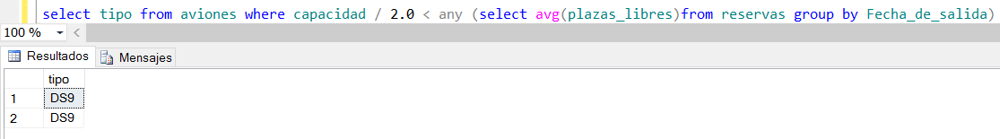 select tipo from aviones where capacidad / 2.0 < any (select avg(plazas_libres)from reservas group by Fecha_de_salida)
100 %
Resultados Mensajes
tipo
1 DS9
2 DS9